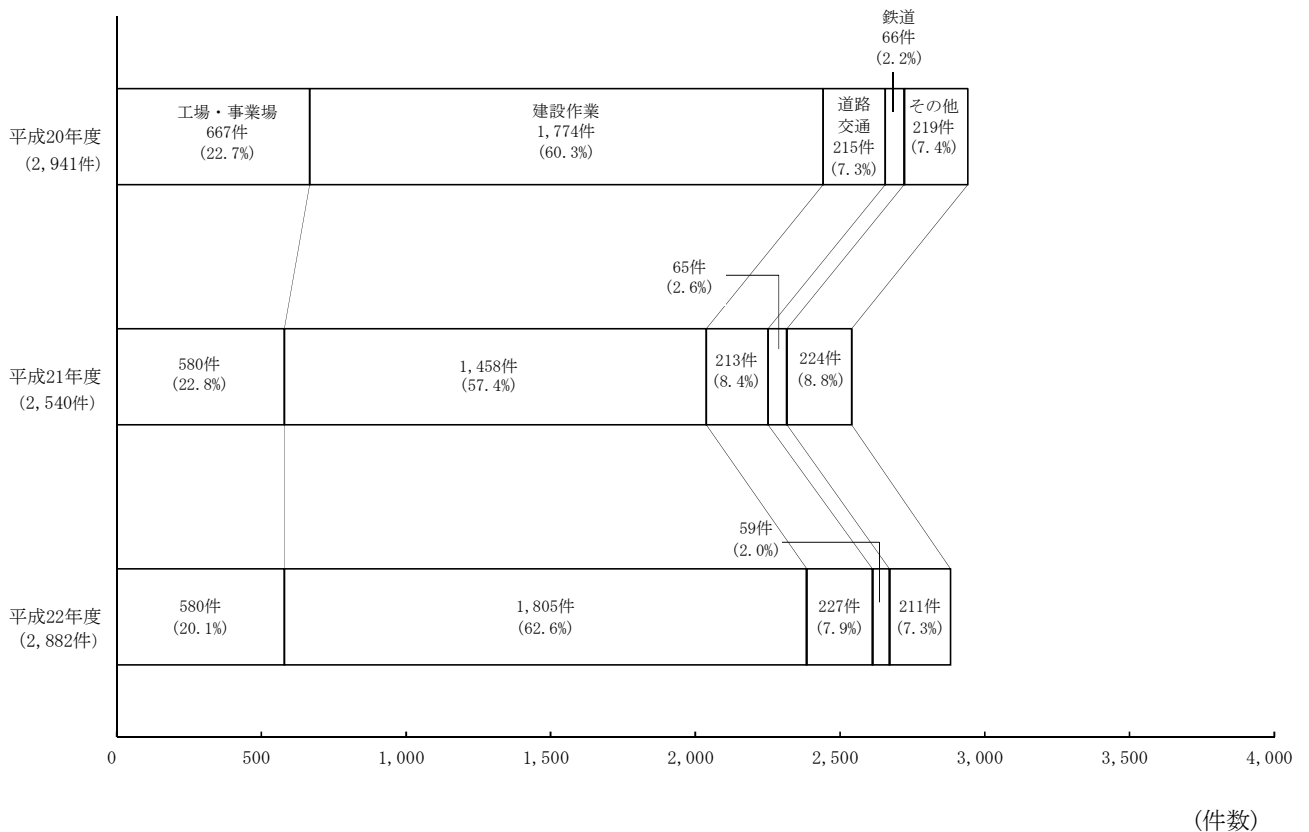 鉄道
66件
(2.2%)
平成20年度
(2,941件)
工場・事業場
667件
(22.7%)
建設作業
1,774件
(60.3%)
道路
交通
215件
(7.3%)
その他
219件
(7.4%)
65件
(2.6%)
平成21年度
(2,540件)
580件
(22.8%)
1,458件
(57.4%)
213件
(8.4%)
224件
(8.8%)
59件
(2.0%)
平成22年度
(2,882件)
580件
(20.1%)
1,805件
(62.6%)
227件
(7.9%)
211件
(7.3%)
0 500 1,000 1,500 2,000 2,500 3,000 3,500 4,000
(件数)